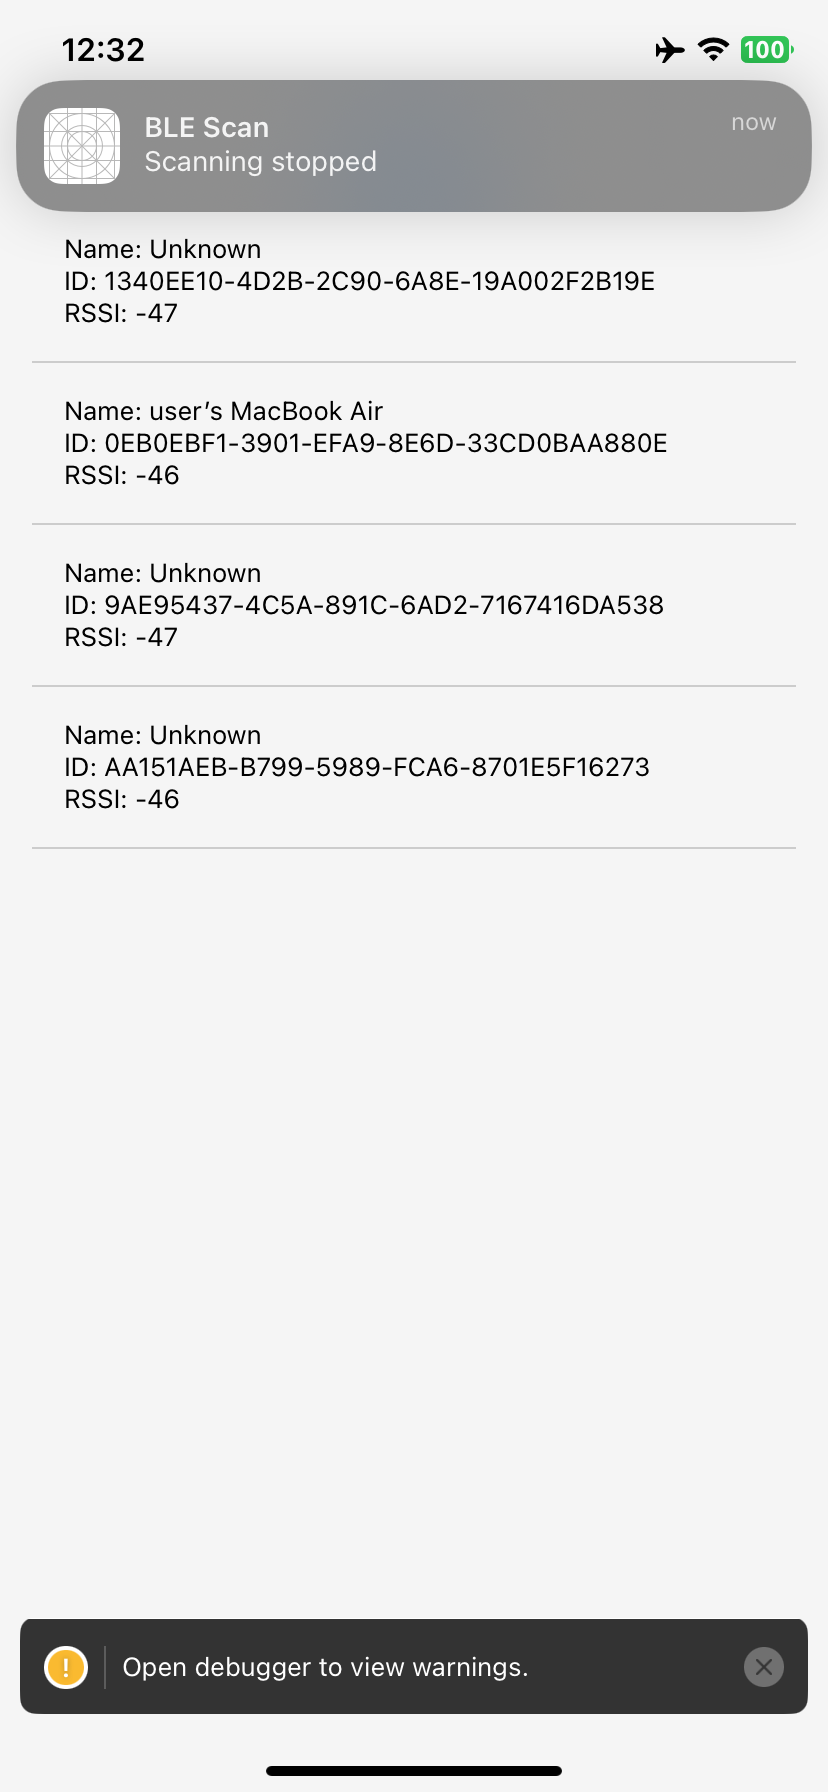 12:32
100
BLE Scan
now
Scanning stopped
Name: Unknown
ID: 1340EE10-4D2B-2C90-6A8E-19A002F2B19E
RSSI: -47
Name: user’s MacBook Air
ID: 0EB0EBF1-3901-EFA9-8E6D-33CD0BAA880E
RSSI: -46
Name: Unknown
ID: 9AE95437-4C5A-891C-6AD2-7167416DA538
RSSI: -47
Name: Unknown
ID: AA151AEB-B799-5989-FCA6-8701E5F16273
RSSI: -46
Open debugger to view warnings.